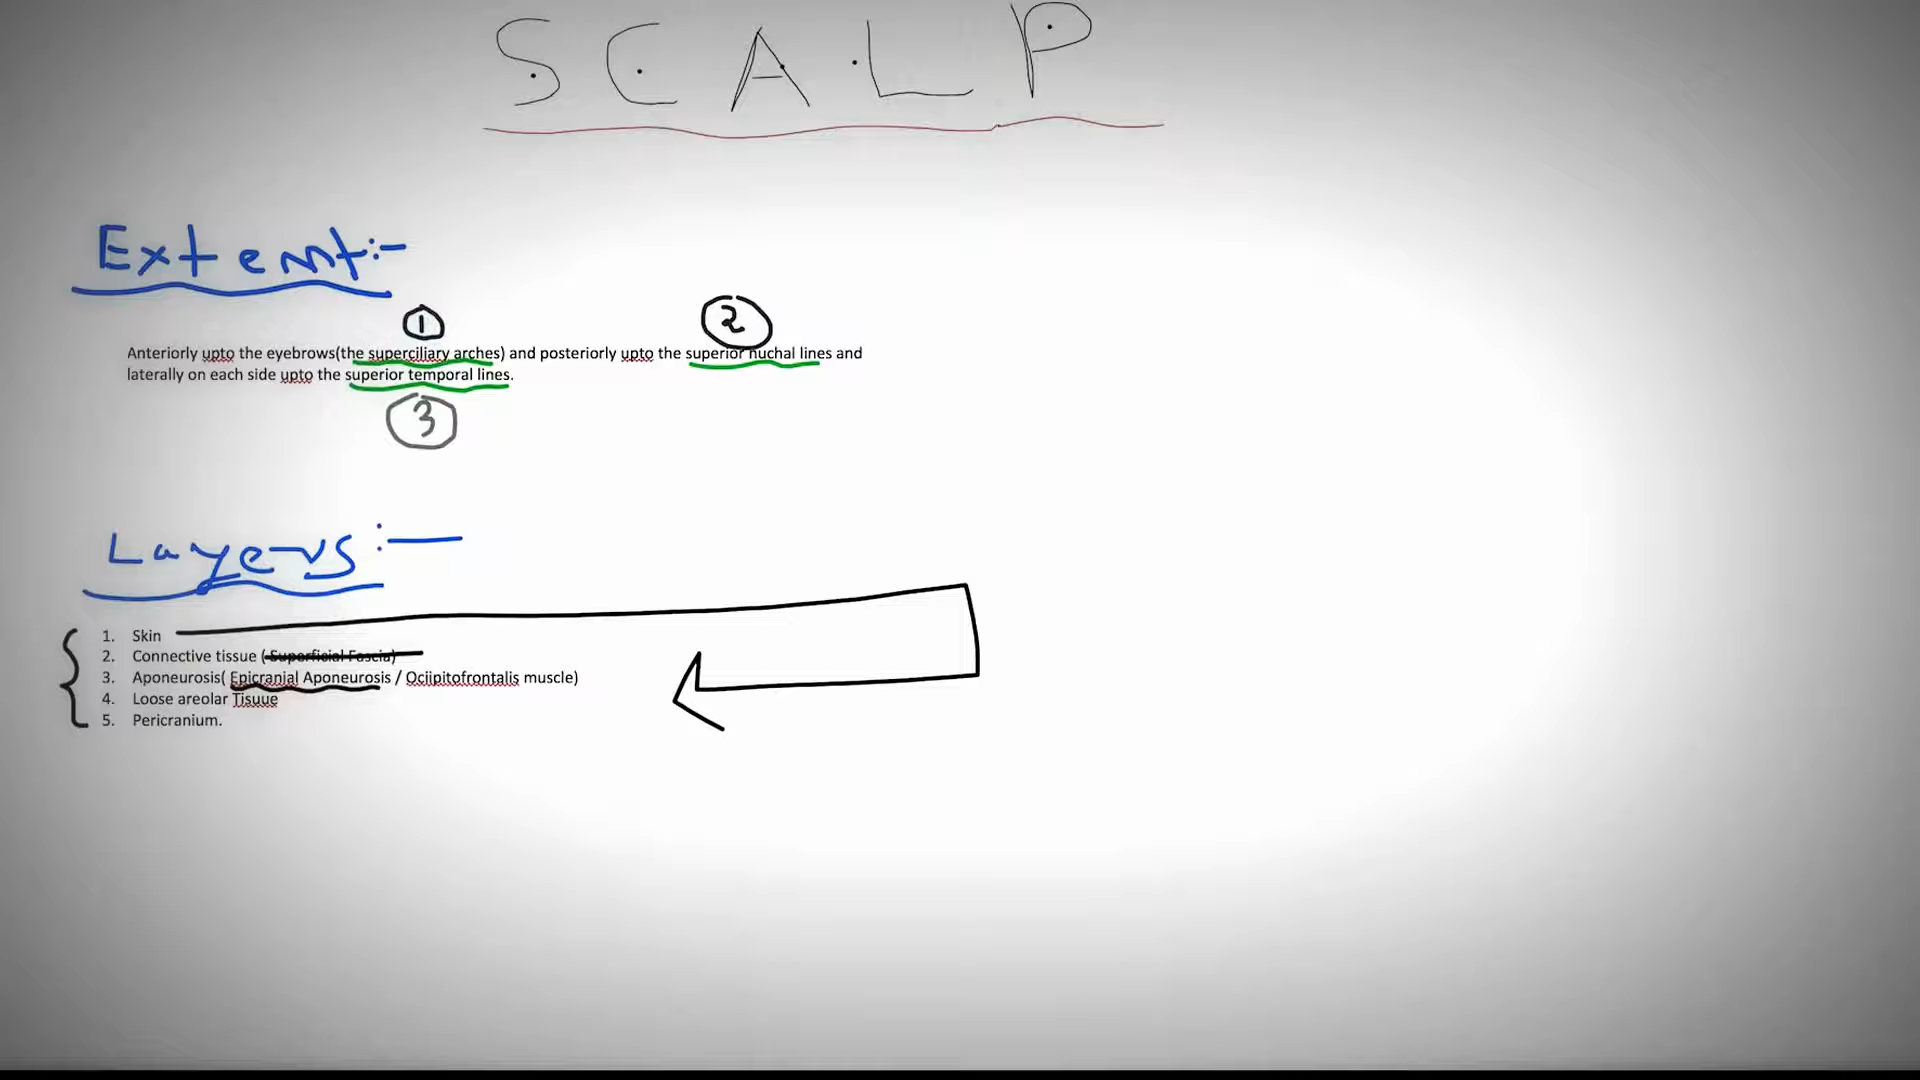 SCALP
Extent:-
1
2
Anteriorly upto the eyebrows(the superciliary arches) and posteriorly upto the superior nuchal lines and
laterally on each side upto the superior temporal lines.
3
Layers:-
1. Skin
2. Connective tissue ( Superficial Fascia)
3. Aponeurosis( Epicranial Aponeurosis / Ociipitofrontalis muscle)
4. Loose areolar Tisuue
5. Pericranium.